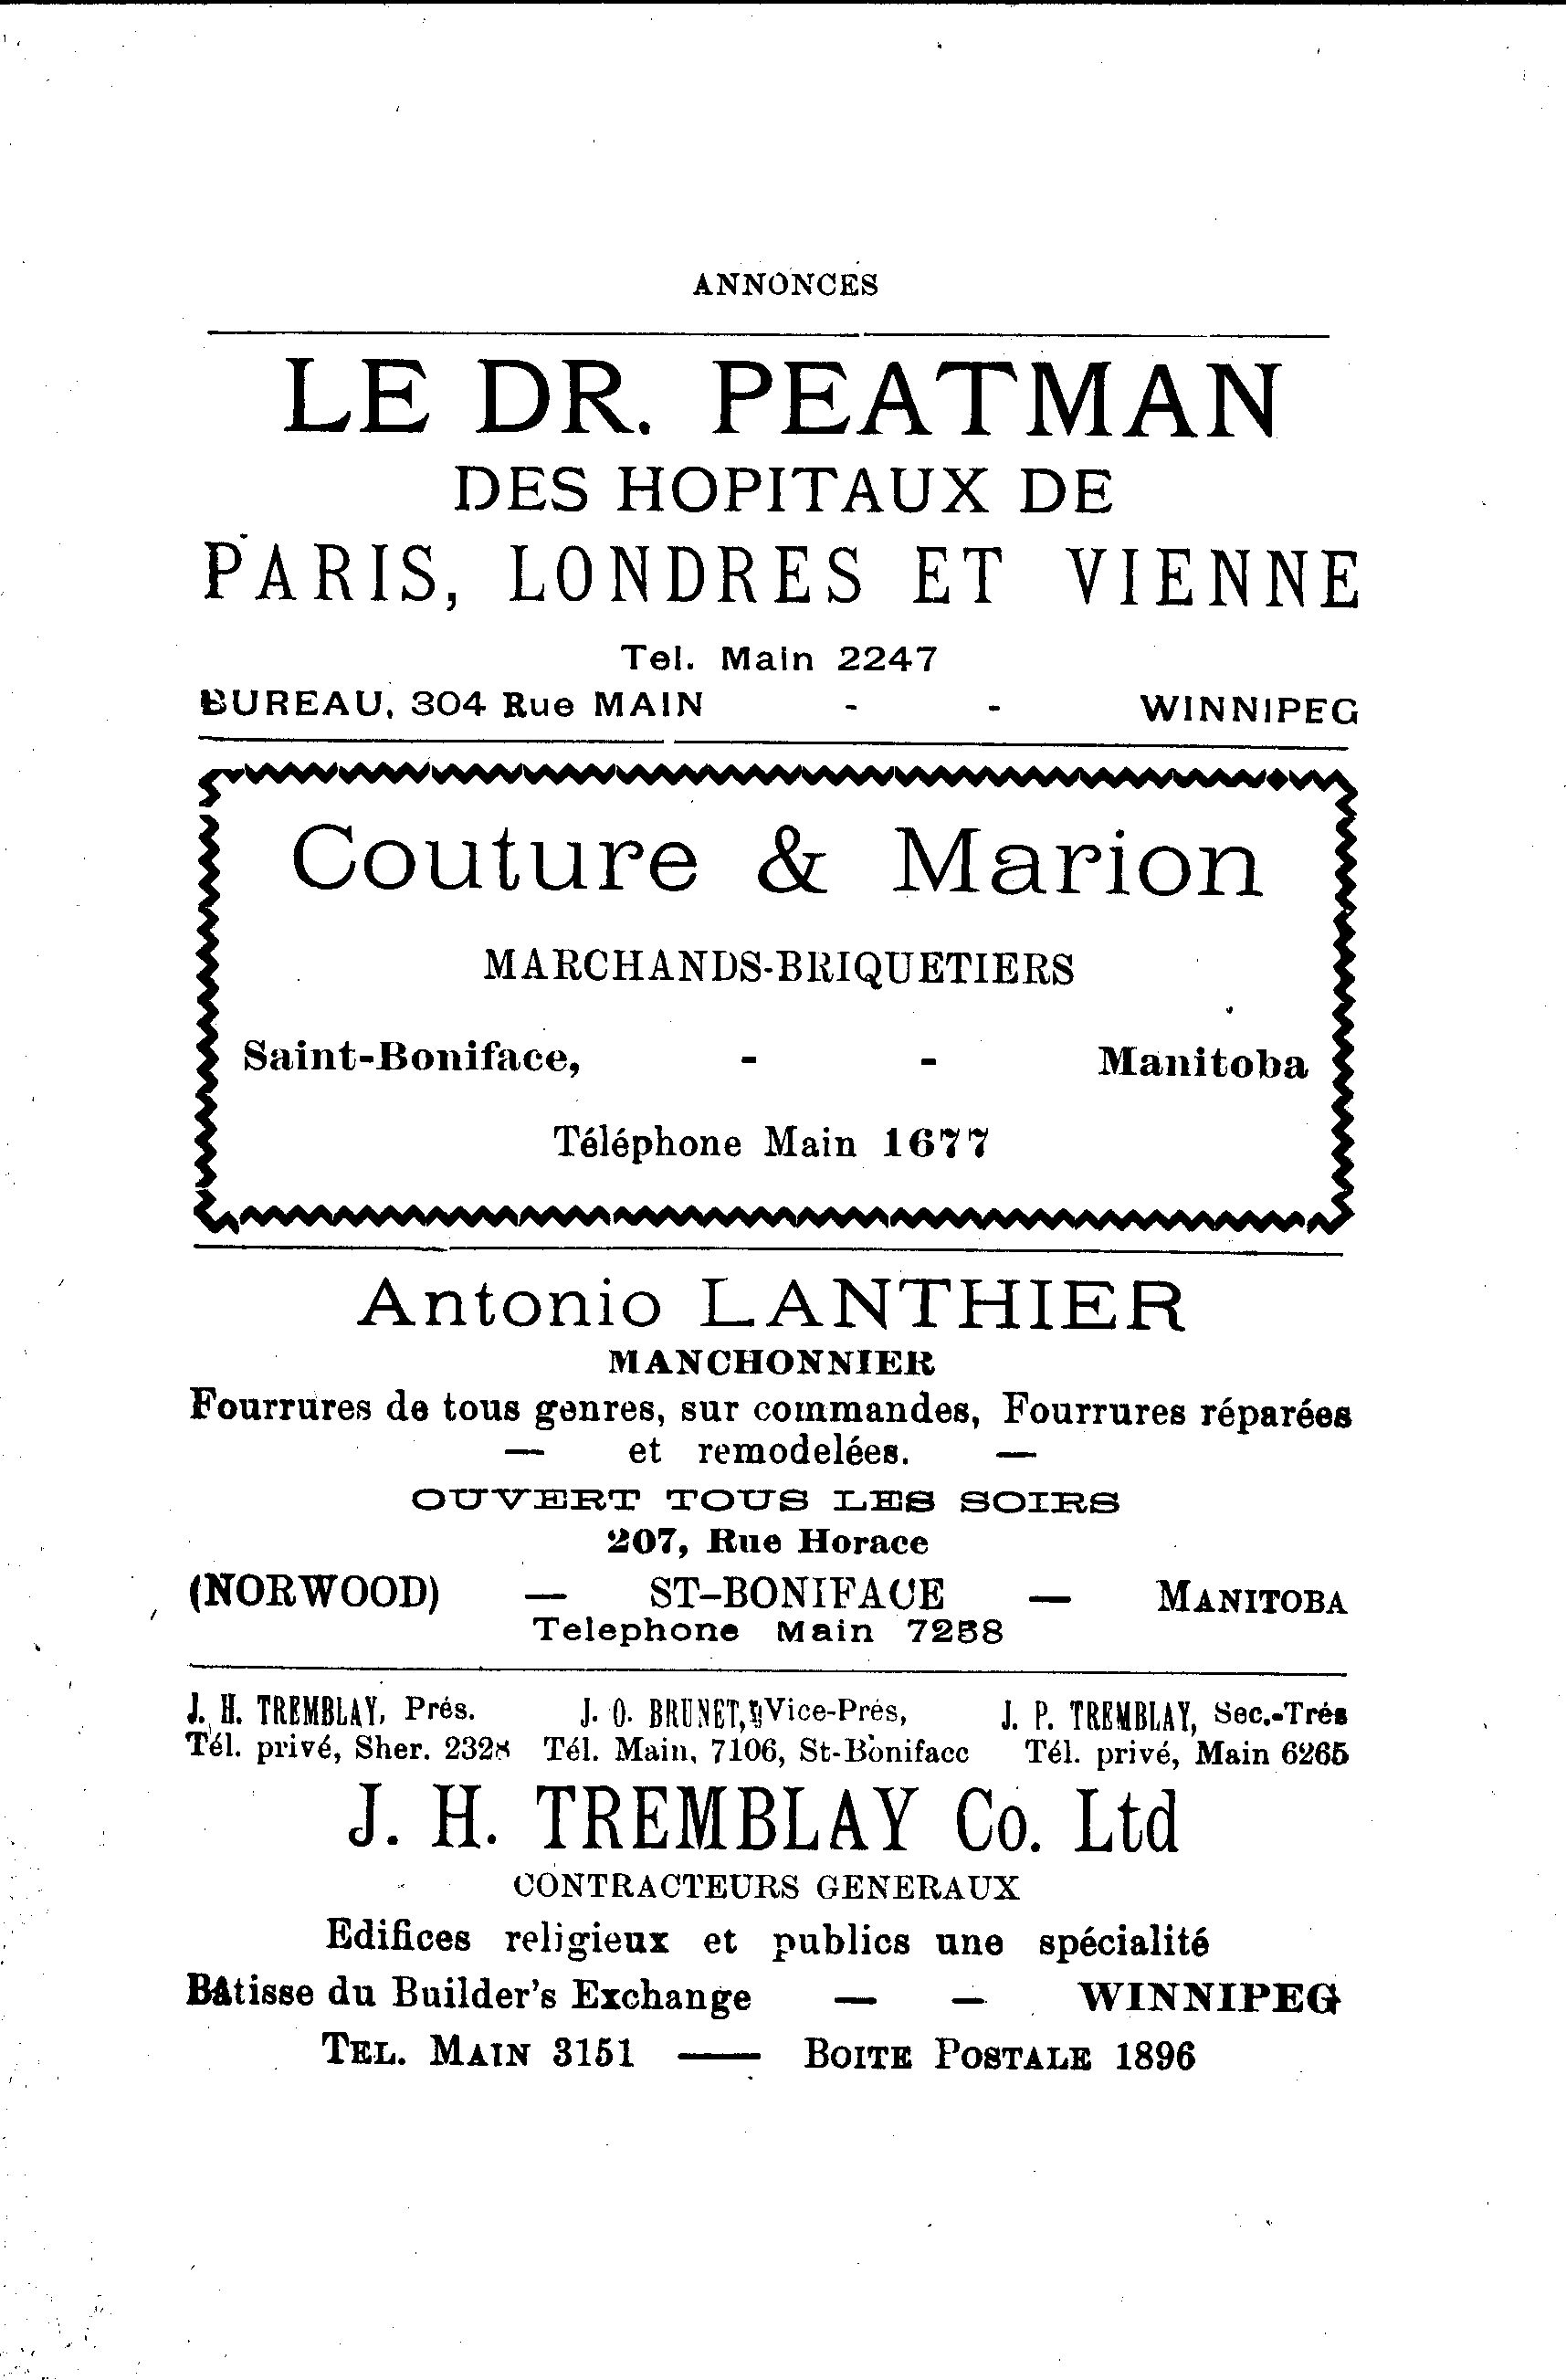 ANNONCES
LE DR. PEATMAN
DES HOPITAUX DE
PARIS, LONDRES ET VIENNE
Tel. Main 2247
BUREAU, 304 Rue MAIN - - WINNIPEG
Couture & Marion
MARCHANDS-BRIQUETIERS
Saint-Boniface, - - Manitoba
Téléphone Main 1677
Antonio LANTHIER
MANCHONNIER
Fourrures de tous genres, sur commandes, Fourrures réparées
— et remodelées. —
OUVERT TOUS LES SOIRS
207, Rue Horace
(NORWOOD) — ST-BONIFACE — MANITOBA
Telephone Main 7258
J. H. TREMBLAY, Prés. J. O. BRUNET, Vice-Prés, J. P. TREMBLAY, Sec.-Trés
Tél. privé, Sher. 2328 Tél. Main, 7106, St-Boniface Tél. privé, Main 6265
J. H. TREMBLAY Co. Ltd
CONTRACTEURS GENERAUX
Edifices religieux et publics une spécialité
Bâtisse du Builder's Exchange — — WINNIPEG
TEL. MAIN 3151 — BOITE POSTALE 1896